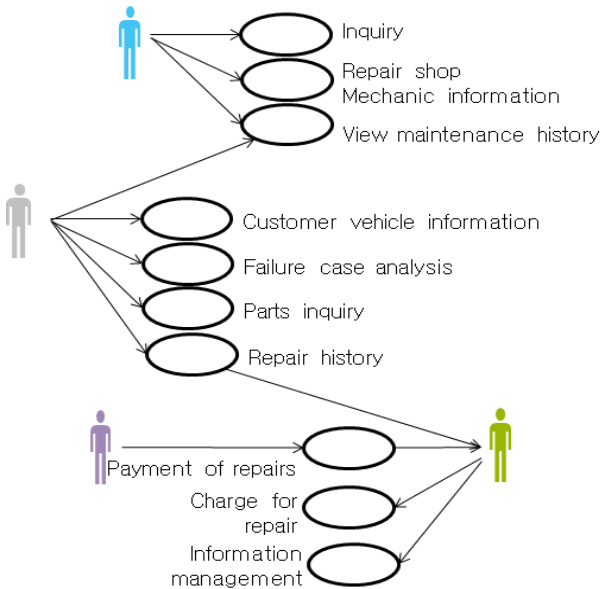 Inquiry
Repair shop
Mechanic information
View maintenance history
Customer vehicle information
Failure case analysis
Parts inquiry
Repair history
Payment of repairs
Charge for
repair
Information
management